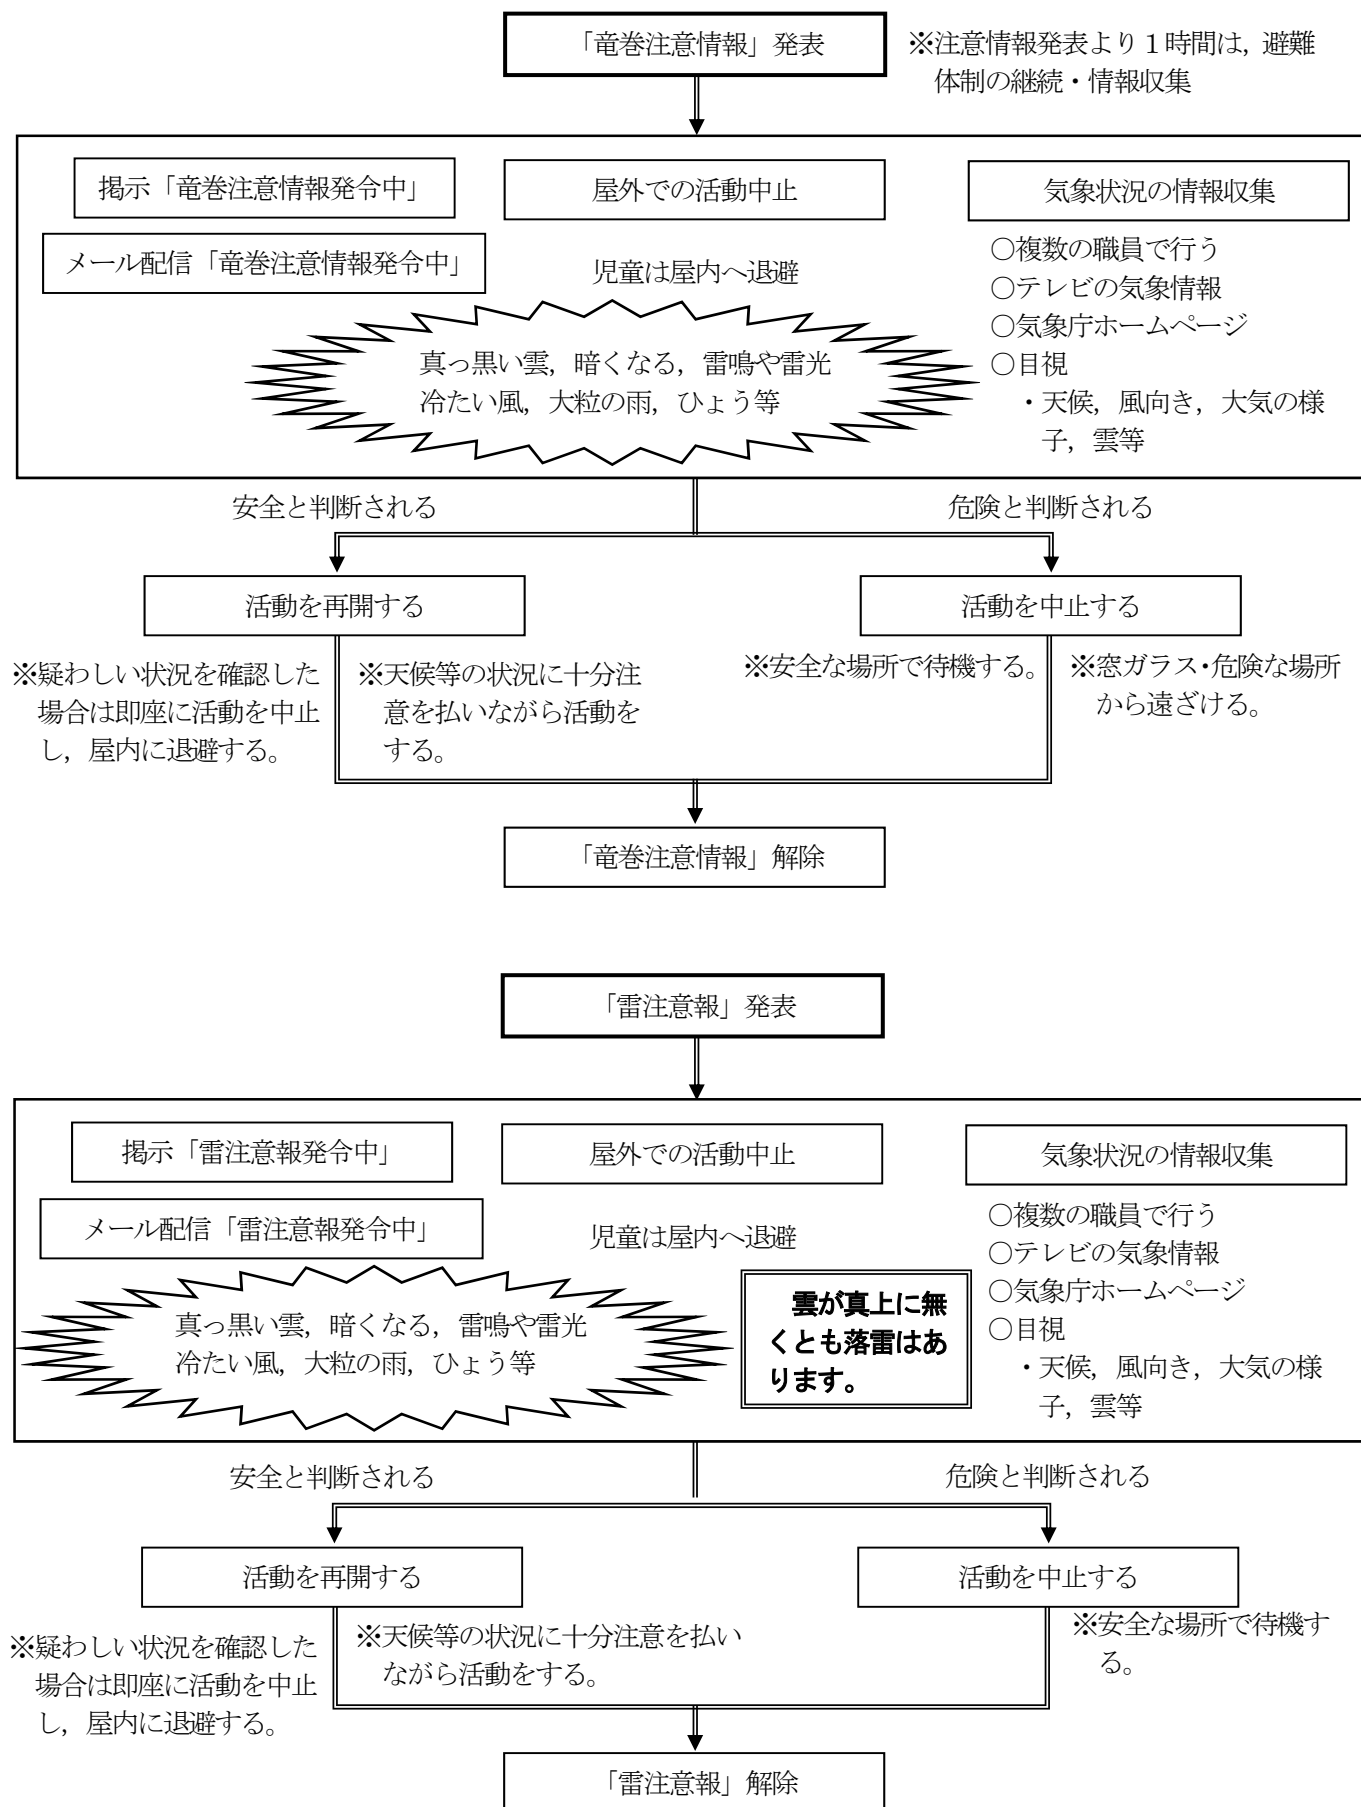 「竜巻注意情報」発表
※注意情報発表より１時間は，避難
体制の継続・情報収集
掲示「竜巻注意情報発令中」
屋外での活動中止
気象状況の情報収集
メール配信「竜巻注意情報発令中」
児童は屋内へ退避
○複数の職員で行う
○テレビの気象情報
○気象庁ホームページ
○目視
・天候，風向き，大気の様
子，雲等
真っ黒い雲，暗くなる，雷鳴や雷光
冷たい風，大粒の雨，ひょう等
安全と判断される
危険と判断される
活動を再開する
活動を中止する
※疑わしい状況を確認した
場合は即座に活動を中止
し，屋内に退避する。
※天候等の状況に十分注
意を払いながら活動を
する。
※安全な場所で待機する。
※窓ガラス・危険な場所
から遠ざける。
「竜巻注意情報」解除
「雷注意報」発表
掲示「雷注意報発令中」
屋外での活動中止
気象状況の情報収集
メール配信「雷注意報発令中」
児童は屋内へ退避
○複数の職員で行う
○テレビの気象情報
○気象庁ホームページ
○目視
・天候，風向き，大気の様
子，雲等
真っ黒い雲，暗くなる，雷鳴や雷光
冷たい風，大粒の雨，ひょう等
雲が真上に無
くとも落雷はあ
ります。
安全と判断される
危険と判断される
活動を再開する
活動を中止する
※疑わしい状況を確認した
場合は即座に活動を中止
し，屋内に退避する。
※天候等の状況に十分注意を払い
ながら活動をする。
※安全な場所で待機す
る。
「雷注意報」解除